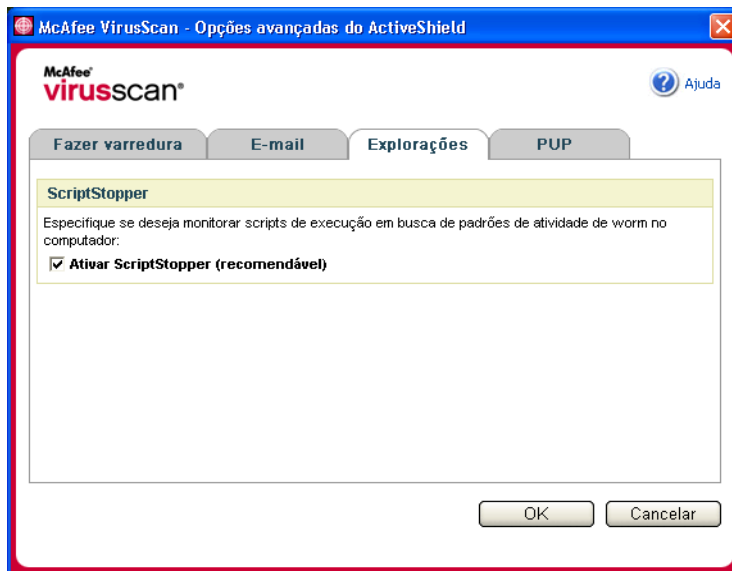 McAfee VirusScan - Opções avançadas do ActiveShield
McAfee®
virusscan®
Ajuda
Fazer varredura
E-mail
Explorações
PUP
ScriptStopper
Especifique se deseja monitorar scripts de execução em busca de padrões de atividade de worm no
computador:
Ativar ScriptStopper (recomendável)
OK
Cancelar